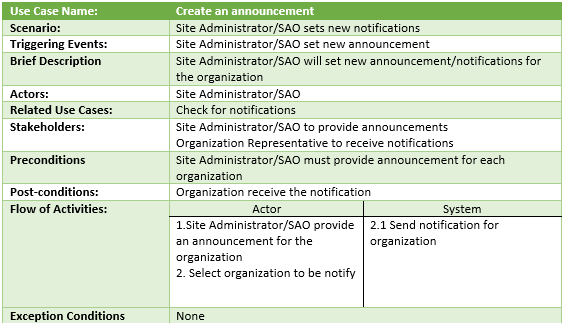 Use Case Name: Create an announcement
Scenario: Site Administrator/SAO sets new notifications
Triggering Events: Site Administrator/SAO set new announcement
Brief Description Site Administrator/SAO will set new announcement/notifications for
the organization
Actors: Site Administrator/SAO
Related Use Cases: Check for notifications
Stakeholders: Site Administrator/SAO to provide announcements
Organization Representative to receive notifications
Preconditions Site Administrator/SAO must provide announcement for each
organization
Post-conditions: Organization receive the notification
Flow of Activities: Actor System
1.Site Administrator/SAO provide
an announcement for the
organization
2. Select organization to be notify
2.1 Send notification for
organization
Exception Conditions None